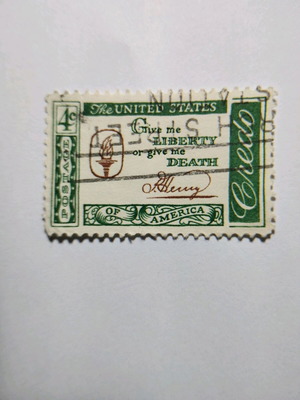 4¢
POSTAGE
The UNITED STATES
Give me
LIBERTY
or give me
DEATH
P. Henry
OF AMERICA
Credo